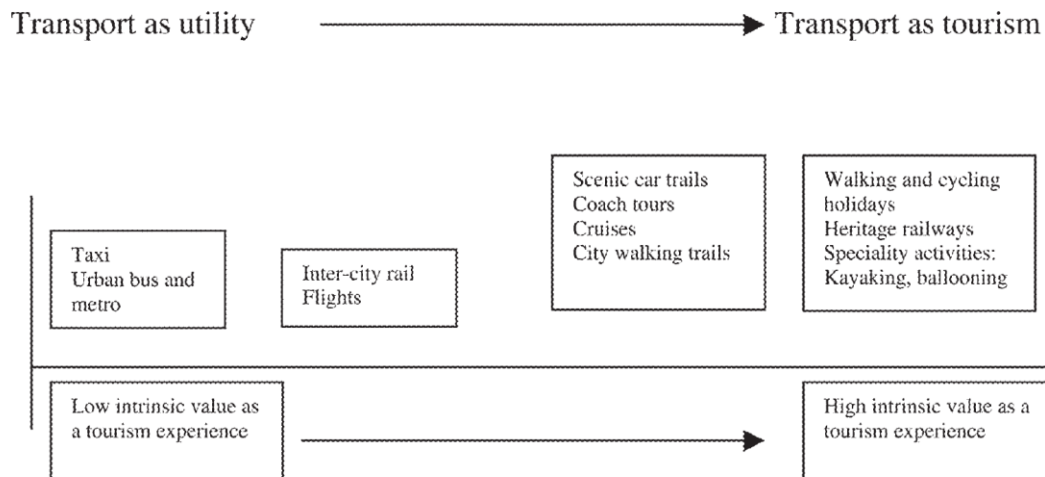 Transport as utility
Transport as tourism
Taxi
Urban bus and
metro
Inter-city rail
Flights
Scenic car trails
Coach tours
Cruises
City walking trails
Walking and cycling
holidays
Heritage railways
Speciality activities:
Kayaking, ballooning
Low intrinsic value as
a tourism experience
High intrinsic value as a
tourism experience